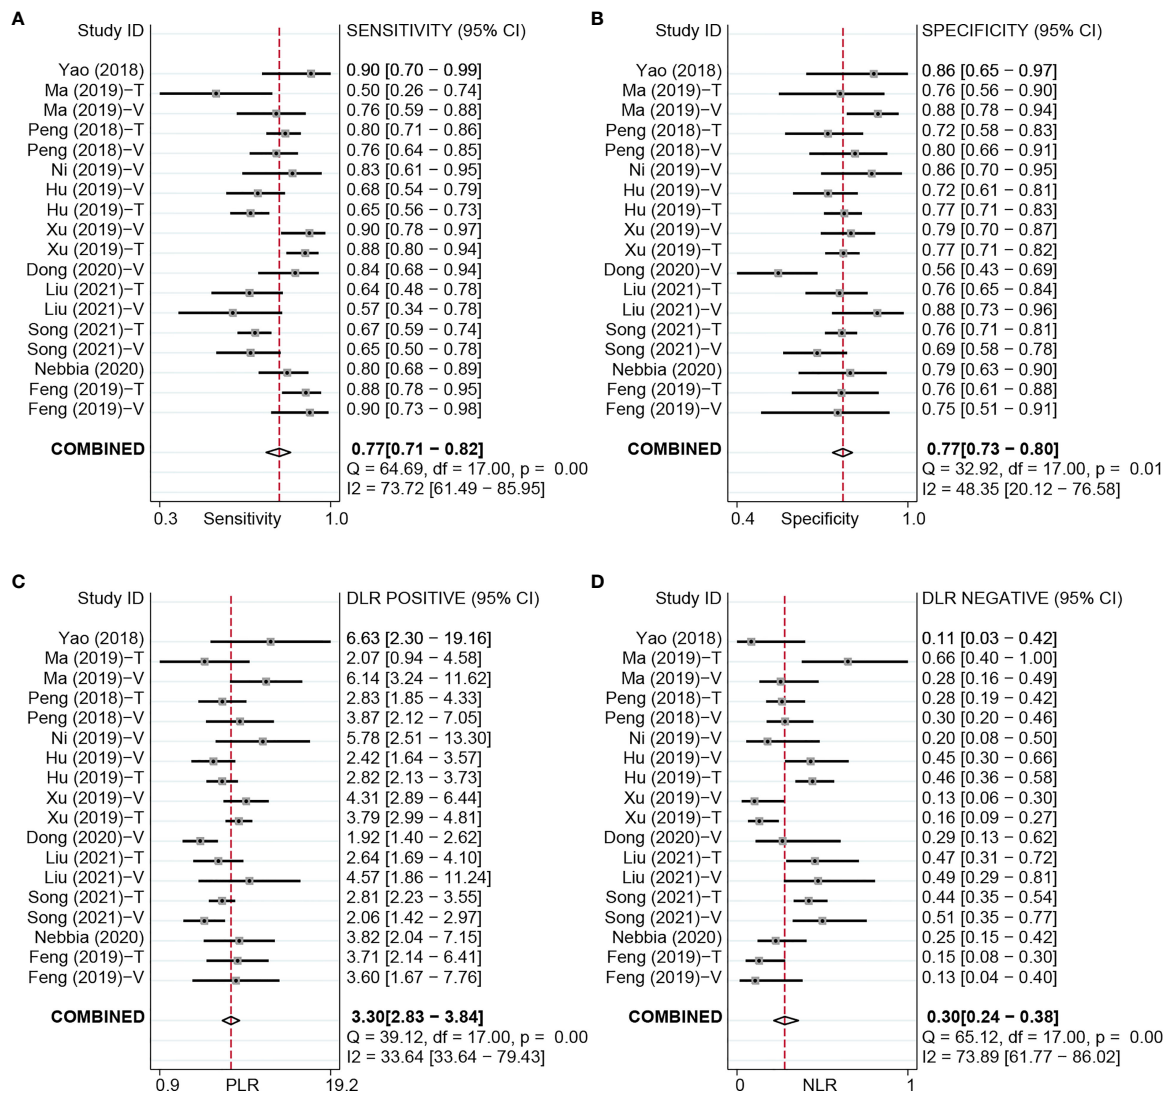 A
Study ID SENSITIVITY (95% CI)
Yao (2018) 0.90 [0.70 − 0.99]
Ma (2019)−T 0.50 [0.26 − 0.74]
Ma (2019)−V 0.76 [0.59 − 0.88]
Peng (2018)−T 0.80 [0.71 − 0.86]
Peng (2018)−V 0.76 [0.64 − 0.85]
Ni (2019)−V 0.83 [0.61 − 0.95]
Hu (2019)−V 0.68 [0.54 − 0.79]
Hu (2019)−T 0.65 [0.56 − 0.73]
Xu (2019)−V 0.90 [0.78 − 0.97]
Xu (2019)−T 0.88 [0.80 − 0.94]
Dong (2020)−V 0.84 [0.68 − 0.94]
Liu (2021)−T 0.64 [0.48 − 0.78]
Liu (2021)−V 0.57 [0.34 − 0.78]
Song (2021)−T 0.67 [0.59 − 0.74]
Song (2021)−V 0.65 [0.50 − 0.78]
Nebbia (2020) 0.80 [0.68 − 0.89]
Feng (2019)−T 0.88 [0.78 − 0.95]
Feng (2019)−V 0.90 [0.73 − 0.98]
COMBINED 0.77[0.71 − 0.82]
Q = 64.69, df = 17.00, p = 0.00
I2 = 73.72 [61.49 − 85.95]
0.3 Sensitivity 1.0
B
Study ID SPECIFICITY (95% CI)
Yao (2018) 0.86 [0.65 − 0.97]
Ma (2019)−T 0.76 [0.56 − 0.90]
Ma (2019)−V 0.88 [0.78 − 0.94]
Peng (2018)−T 0.72 [0.58 − 0.83]
Peng (2018)−V 0.80 [0.66 − 0.91]
Ni (2019)−V 0.86 [0.70 − 0.95]
Hu (2019)−V 0.72 [0.61 − 0.81]
Hu (2019)−T 0.77 [0.71 − 0.83]
Xu (2019)−V 0.79 [0.70 − 0.87]
Xu (2019)−T 0.77 [0.71 − 0.82]
Dong (2020)−V 0.56 [0.43 − 0.69]
Liu (2021)−T 0.76 [0.65 − 0.84]
Liu (2021)−V 0.88 [0.73 − 0.96]
Song (2021)−T 0.76 [0.71 − 0.81]
Song (2021)−V 0.69 [0.58 − 0.78]
Nebbia (2020) 0.79 [0.63 − 0.90]
Feng (2019)−T 0.76 [0.61 − 0.88]
Feng (2019)−V 0.75 [0.51 − 0.91]
COMBINED 0.77[0.73 − 0.80]
Q = 32.92, df = 17.00, p = 0.01
I2 = 48.35 [20.12 − 76.58]
0.4 Specificity 1.0
C
Study ID DLR POSITIVE (95% CI)
Yao (2018) 6.63 [2.30 − 19.16]
Ma (2019)−T 2.07 [0.94 − 4.58]
Ma (2019)−V 6.14 [3.24 − 11.62]
Peng (2018)−T 2.83 [1.85 − 4.33]
Peng (2018)−V 3.87 [2.12 − 7.05]
Ni (2019)−V 5.78 [2.51 − 13.30]
Hu (2019)−V 2.42 [1.64 − 3.57]
Hu (2019)−T 2.82 [2.13 − 3.73]
Xu (2019)−V 4.31 [2.89 − 6.44]
Xu (2019)−T 3.79 [2.99 − 4.81]
Dong (2020)−V 1.92 [1.40 − 2.62]
Liu (2021)−T 2.64 [1.69 − 4.10]
Liu (2021)−V 4.57 [1.86 − 11.24]
Song (2021)−T 2.81 [2.23 − 3.55]
Song (2021)−V 2.06 [1.42 − 2.97]
Nebbia (2020) 3.82 [2.04 − 7.15]
Feng (2019)−T 3.71 [2.14 − 6.41]
Feng (2019)−V 3.60 [1.67 − 7.76]
COMBINED 3.30[2.83 − 3.84]
Q = 39.12, df = 17.00, p = 0.00
I2 = 33.64 [33.64 − 79.43]
0.9 PLR 19.2
D
Study ID DLR NEGATIVE (95% CI)
Yao (2018) 0.11 [0.03 − 0.42]
Ma (2019)−T 0.66 [0.40 − 1.00]
Ma (2019)−V 0.28 [0.16 − 0.49]
Peng (2018)−T 0.28 [0.19 − 0.42]
Peng (2018)−V 0.30 [0.20 − 0.46]
Ni (2019)−V 0.20 [0.08 − 0.50]
Hu (2019)−V 0.45 [0.30 − 0.66]
Hu (2019)−T 0.46 [0.36 − 0.58]
Xu (2019)−V 0.13 [0.06 − 0.30]
Xu (2019)−T 0.16 [0.09 − 0.27]
Dong (2020)−V 0.29 [0.13 − 0.62]
Liu (2021)−T 0.47 [0.31 − 0.72]
Liu (2021)−V 0.49 [0.29 − 0.81]
Song (2021)−T 0.44 [0.35 − 0.54]
Song (2021)−V 0.51 [0.35 − 0.77]
Nebbia (2020) 0.25 [0.15 − 0.42]
Feng (2019)−T 0.15 [0.08 − 0.30]
Feng (2019)−V 0.13 [0.04 − 0.40]
COMBINED 0.30[0.24 − 0.38]
Q = 65.12, df = 17.00, p = 0.00
I2 = 73.89 [61.77 − 86.02]
0 NLR 1